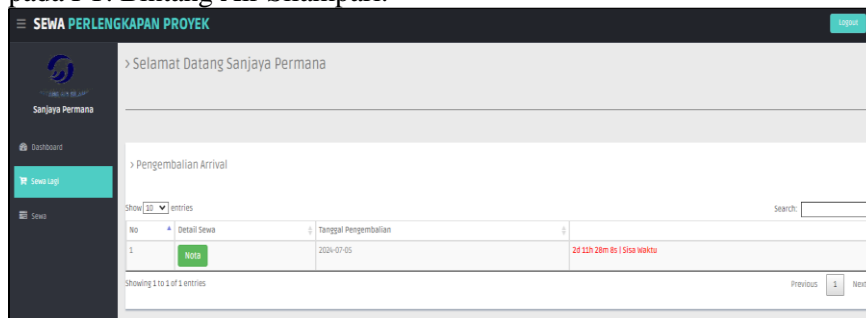 pada PT. Bintang Air Silampari.
≡ SEWA PERLENGKAPAN PROYEK
Logout
> Selamat Datang Sanjaya Permana
Sanjaya Permana
Dashboard
Sewa Lagi
Sewa
> Pengembalian Arrival
Show 10 entries
Search:
No Detail Sewa Tanggal Pengembalian
1 Nota 2024-07-05 2d 11h 28m 8s | Sisa Waktu
Showing 1 to 1 of 1 entries
Previous 1 Next